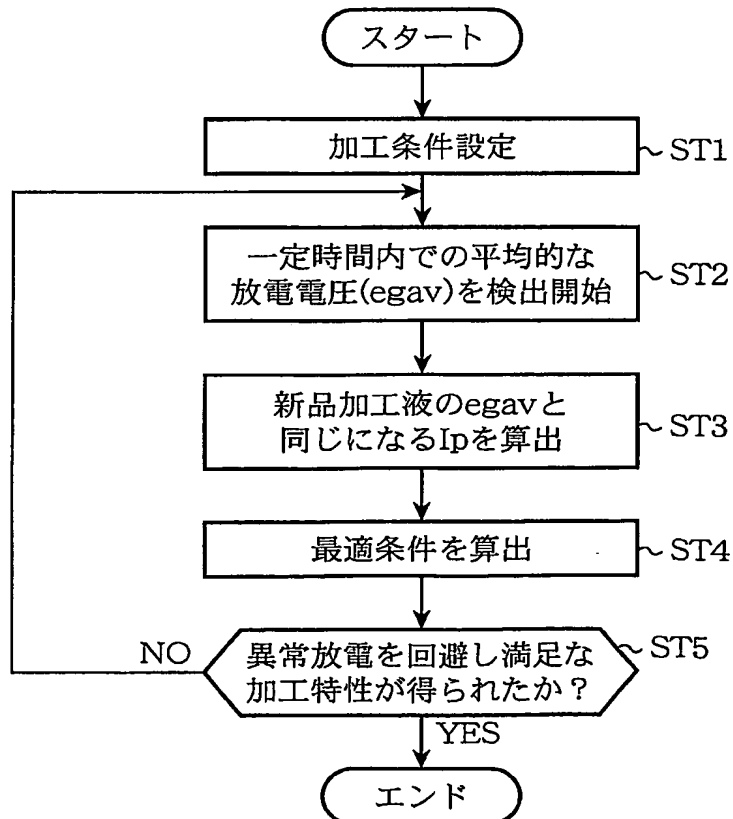 スタート
加工条件設定
ST1
一定時間内での平均的な
放電電圧(egav)を検出開始
ST2
新品加工液のegavと
同じになるIpを算出
ST3
最適条件を算出
ST4
異常放電を回避し満足な
加工特性が得られたか？
ST5
NO
YES
エンド